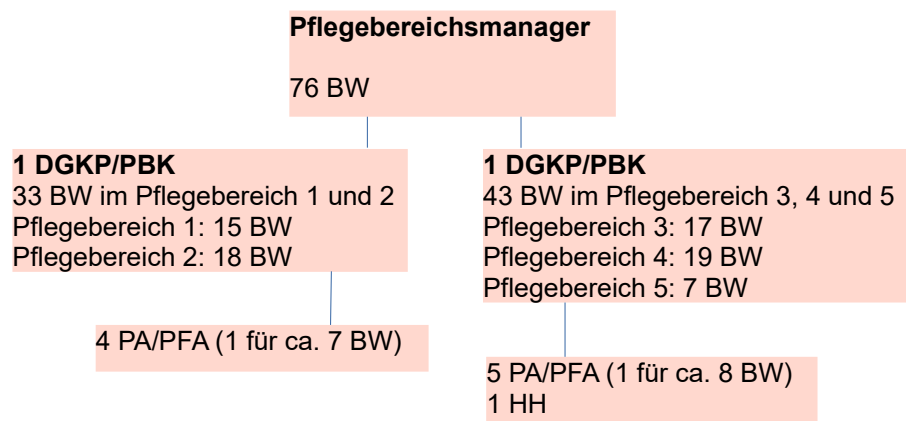 Pflegebereichsmanager
76 BW
1 DGKP/PBK
33 BW im Pflegebereich 1 und 2
Pflegebereich 1: 15 BW
Pflegebereich 2: 18 BW
4 PA/PFA (1 für ca. 7 BW)
1 DGKP/PBK
43 BW im Pflegebereich 3, 4 und 5
Pflegebereich 3: 17 BW
Pflegebereich 4: 19 BW
Pflegebereich 5: 7 BW
5 PA/PFA (1 für ca. 8 BW)
1 HH